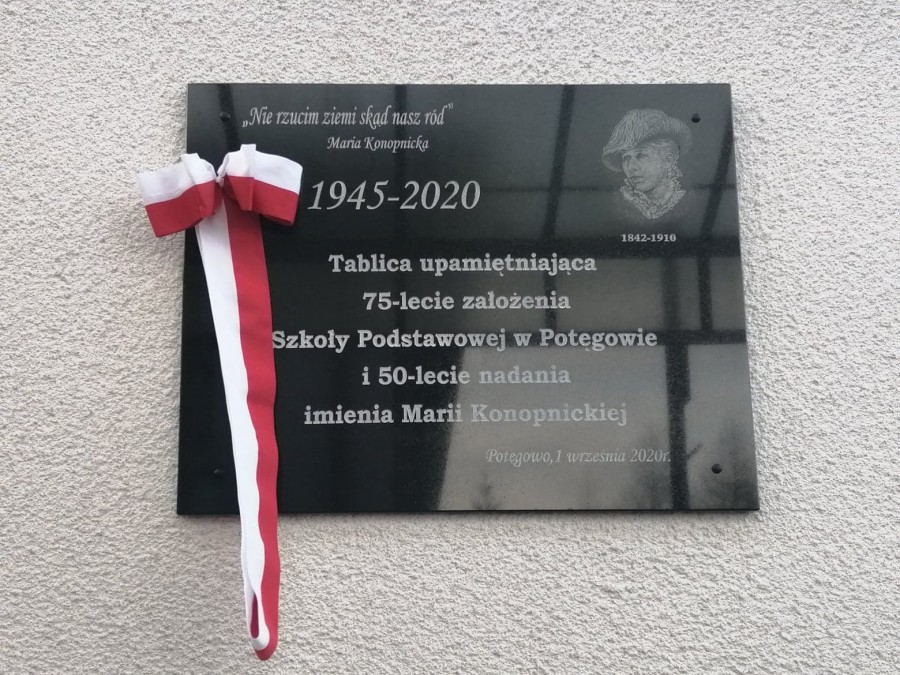 „Nie rzucim ziemi skąd nasz ród”
Maria Konopnicka
1945-2020
1842-1910
Tablica upamiętniająca
75-lecie założenia
Szkoły Podstawowej w Potęgowie
i 50-lecie nadania
imienia Marii Konopnickiej
Potęgowo,1 września 2020r.